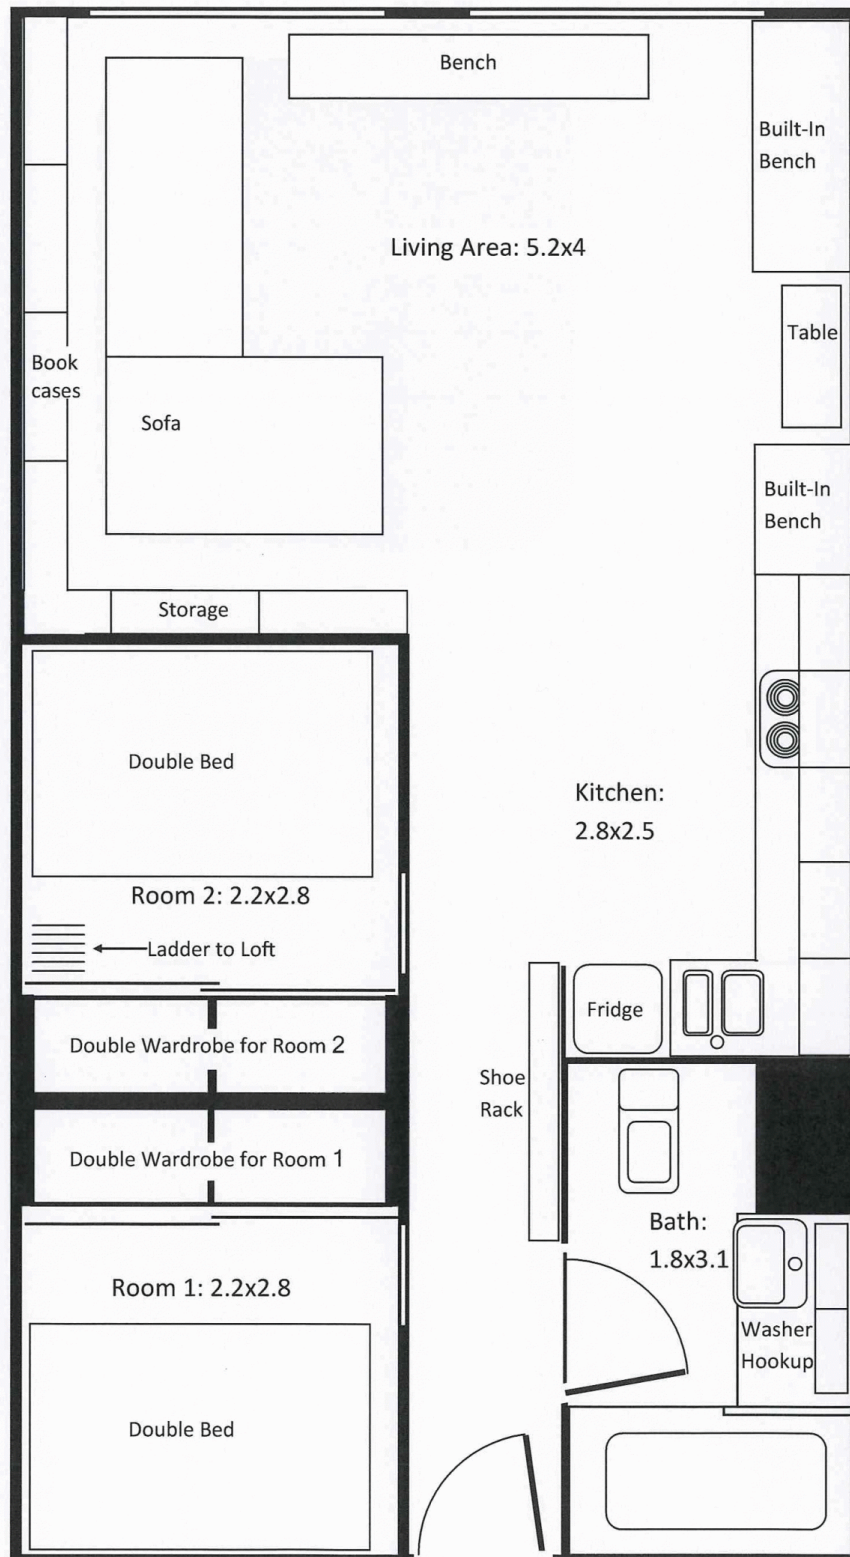 Bench
Built-In
Bench
Living Area: 5.2x4
Table
Book
cases
Sofa
Built-In
Bench
Storage
Double Bed
Kitchen:
2.8x2.5
Room 2: 2.2x2.8
Ladder to Loft
Fridge
Double Wardrobe for Room 2
Shoe
Rack
Double Wardrobe for Room 1
Bath:
1.8x3.1
Room 1: 2.2x2.8
Washer
Hookup
Double Bed